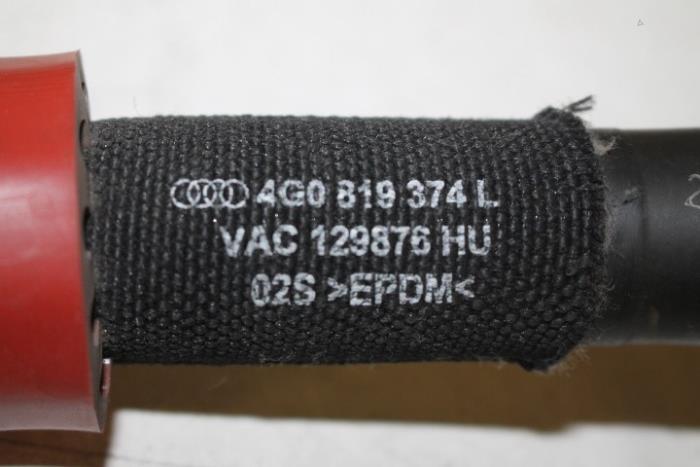 4G0 819 374 L
VAC 129876 HU
02S >EPDM<